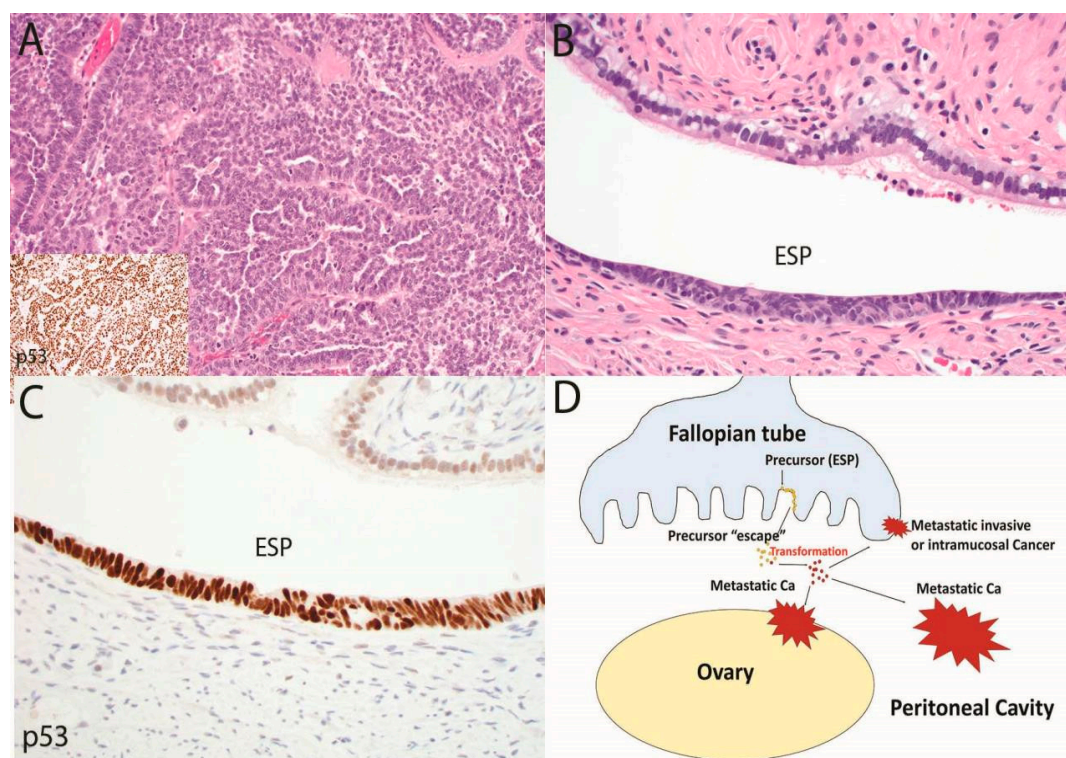 A
p53
B
ESP
C
ESP
p53
D
Fallopian tube
Precursor (ESP)
Precursor "escape"
Transformation
Metastatic invasive
or intramucosal Cancer
Metastatic Ca
Metastatic Ca
Ovary
Peritoneal Cavity